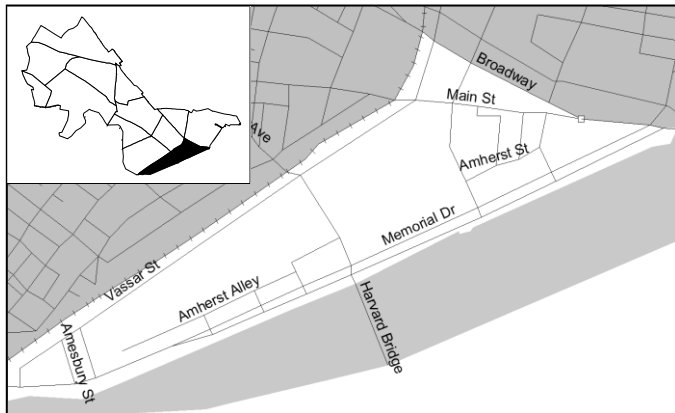 Broadway
Main St
Ave
Amherst St
Memorial Dr
Vassar St
Amherst Alley
Harvard Bridge
Amesbury St